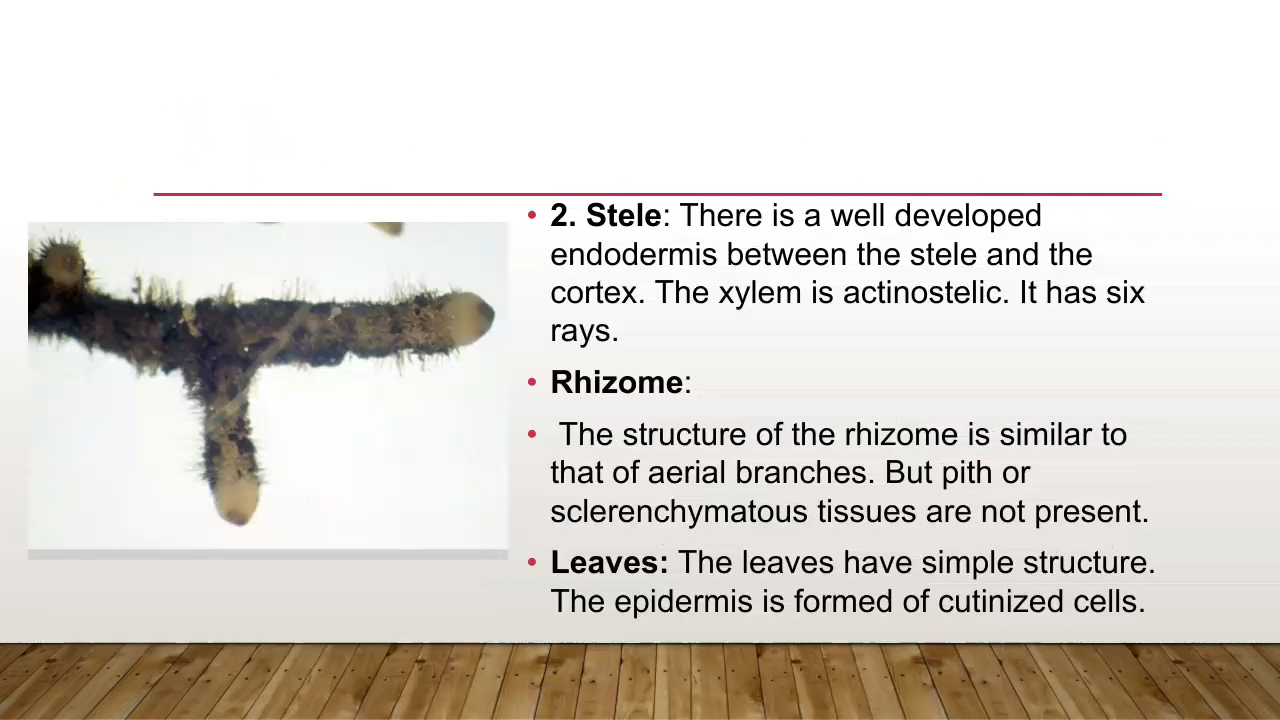 • 2. Stele: There is a well developed
endodermis between the stele and the
cortex. The xylem is actinostelic. It has six
rays.
• Rhizome:
• The structure of the rhizome is similar to
that of aerial branches. But pith or
sclerenchymatous tissues are not present.
• Leaves: The leaves have simple structure.
The epidermis is formed of cutinized cells.